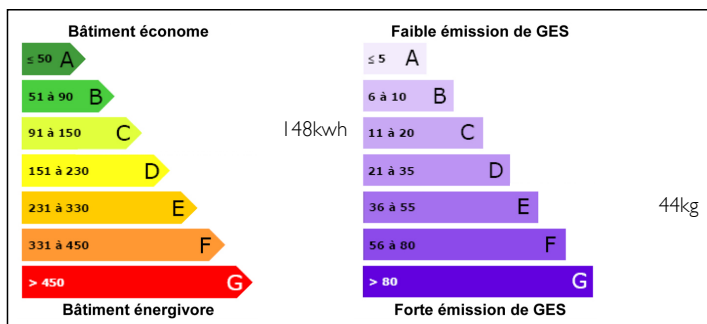 Bâtiment économe
≤ 50 A
51 à 90 B
91 à 150 C
148kwh
151 à 230 D
231 à 330 E
331 à 450 F
> 450 G
Bâtiment énergivore
Faible émission de GES
≤ 5 A
6 à 10 B
11 à 20 C
21 à 35 D
36 à 55 E
44kg
56 à 80 F
> 80 G
Forte émission de GES